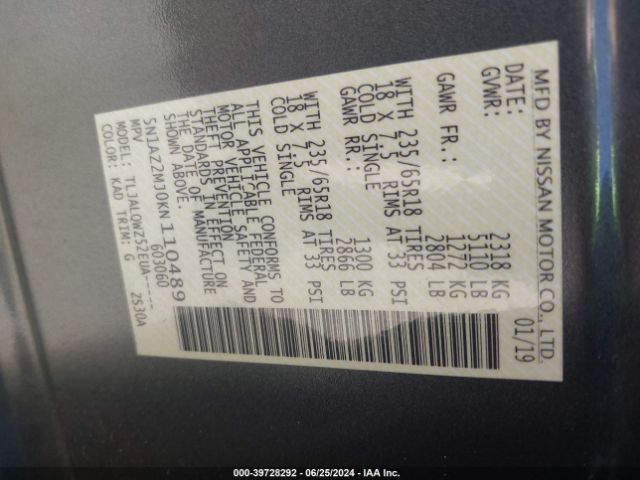 MFD BY NISSAN MOTOR CO., LTD.
DATE: 01/19
GVWR: 2318 KG
5110 LB
GAWR FR.: 1272 KG
2804 LB
WITH 235/65R18 TIRES
18 X 7.5 RIMS AT 33 PSI
COLD SINGLE
GAWR RR.: 1300 KG
2866 LB
WITH 235/65R18 TIRES
18 X 7.5 RIMS AT 33 PSI
COLD SINGLE
THIS VEHICLE CONFORMS TO
ALL APPLICABLE FEDERAL
MOTOR VEHICLE SAFETY AND
THEFT PREVENTION
STANDARDS IN EFFECT ON
THE DATE OF MANUFACTURE
SHOWN ABOVE.
5N1AZ2MJ0KN110489
MPV 603060
MODEL: TLJALQWZ52EUA-----
COLOR: KAD TRIM: G 2S30A
000-39728292 - 06/25/2024 - IAA Inc.